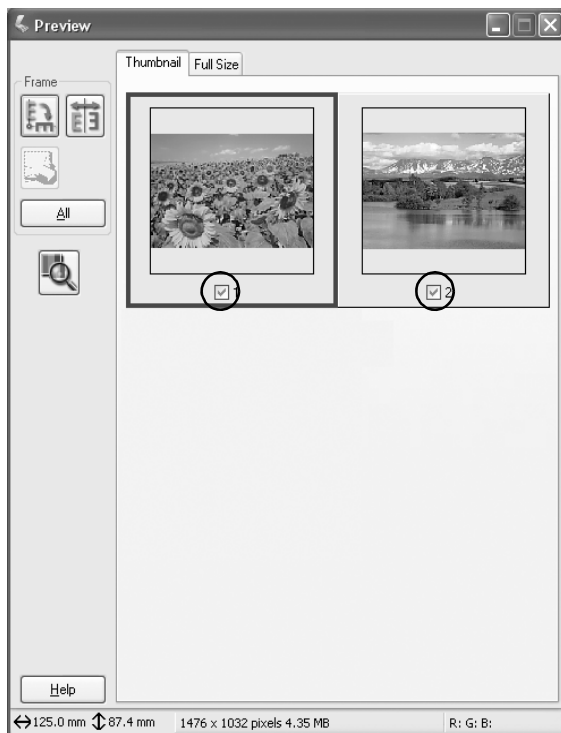 Preview
Thumbnail Full Size
Frame
All
1 2
Help
125.0 mm 87.4 mm 1476 x 1032 pixels 4.35 MB R: G: B: